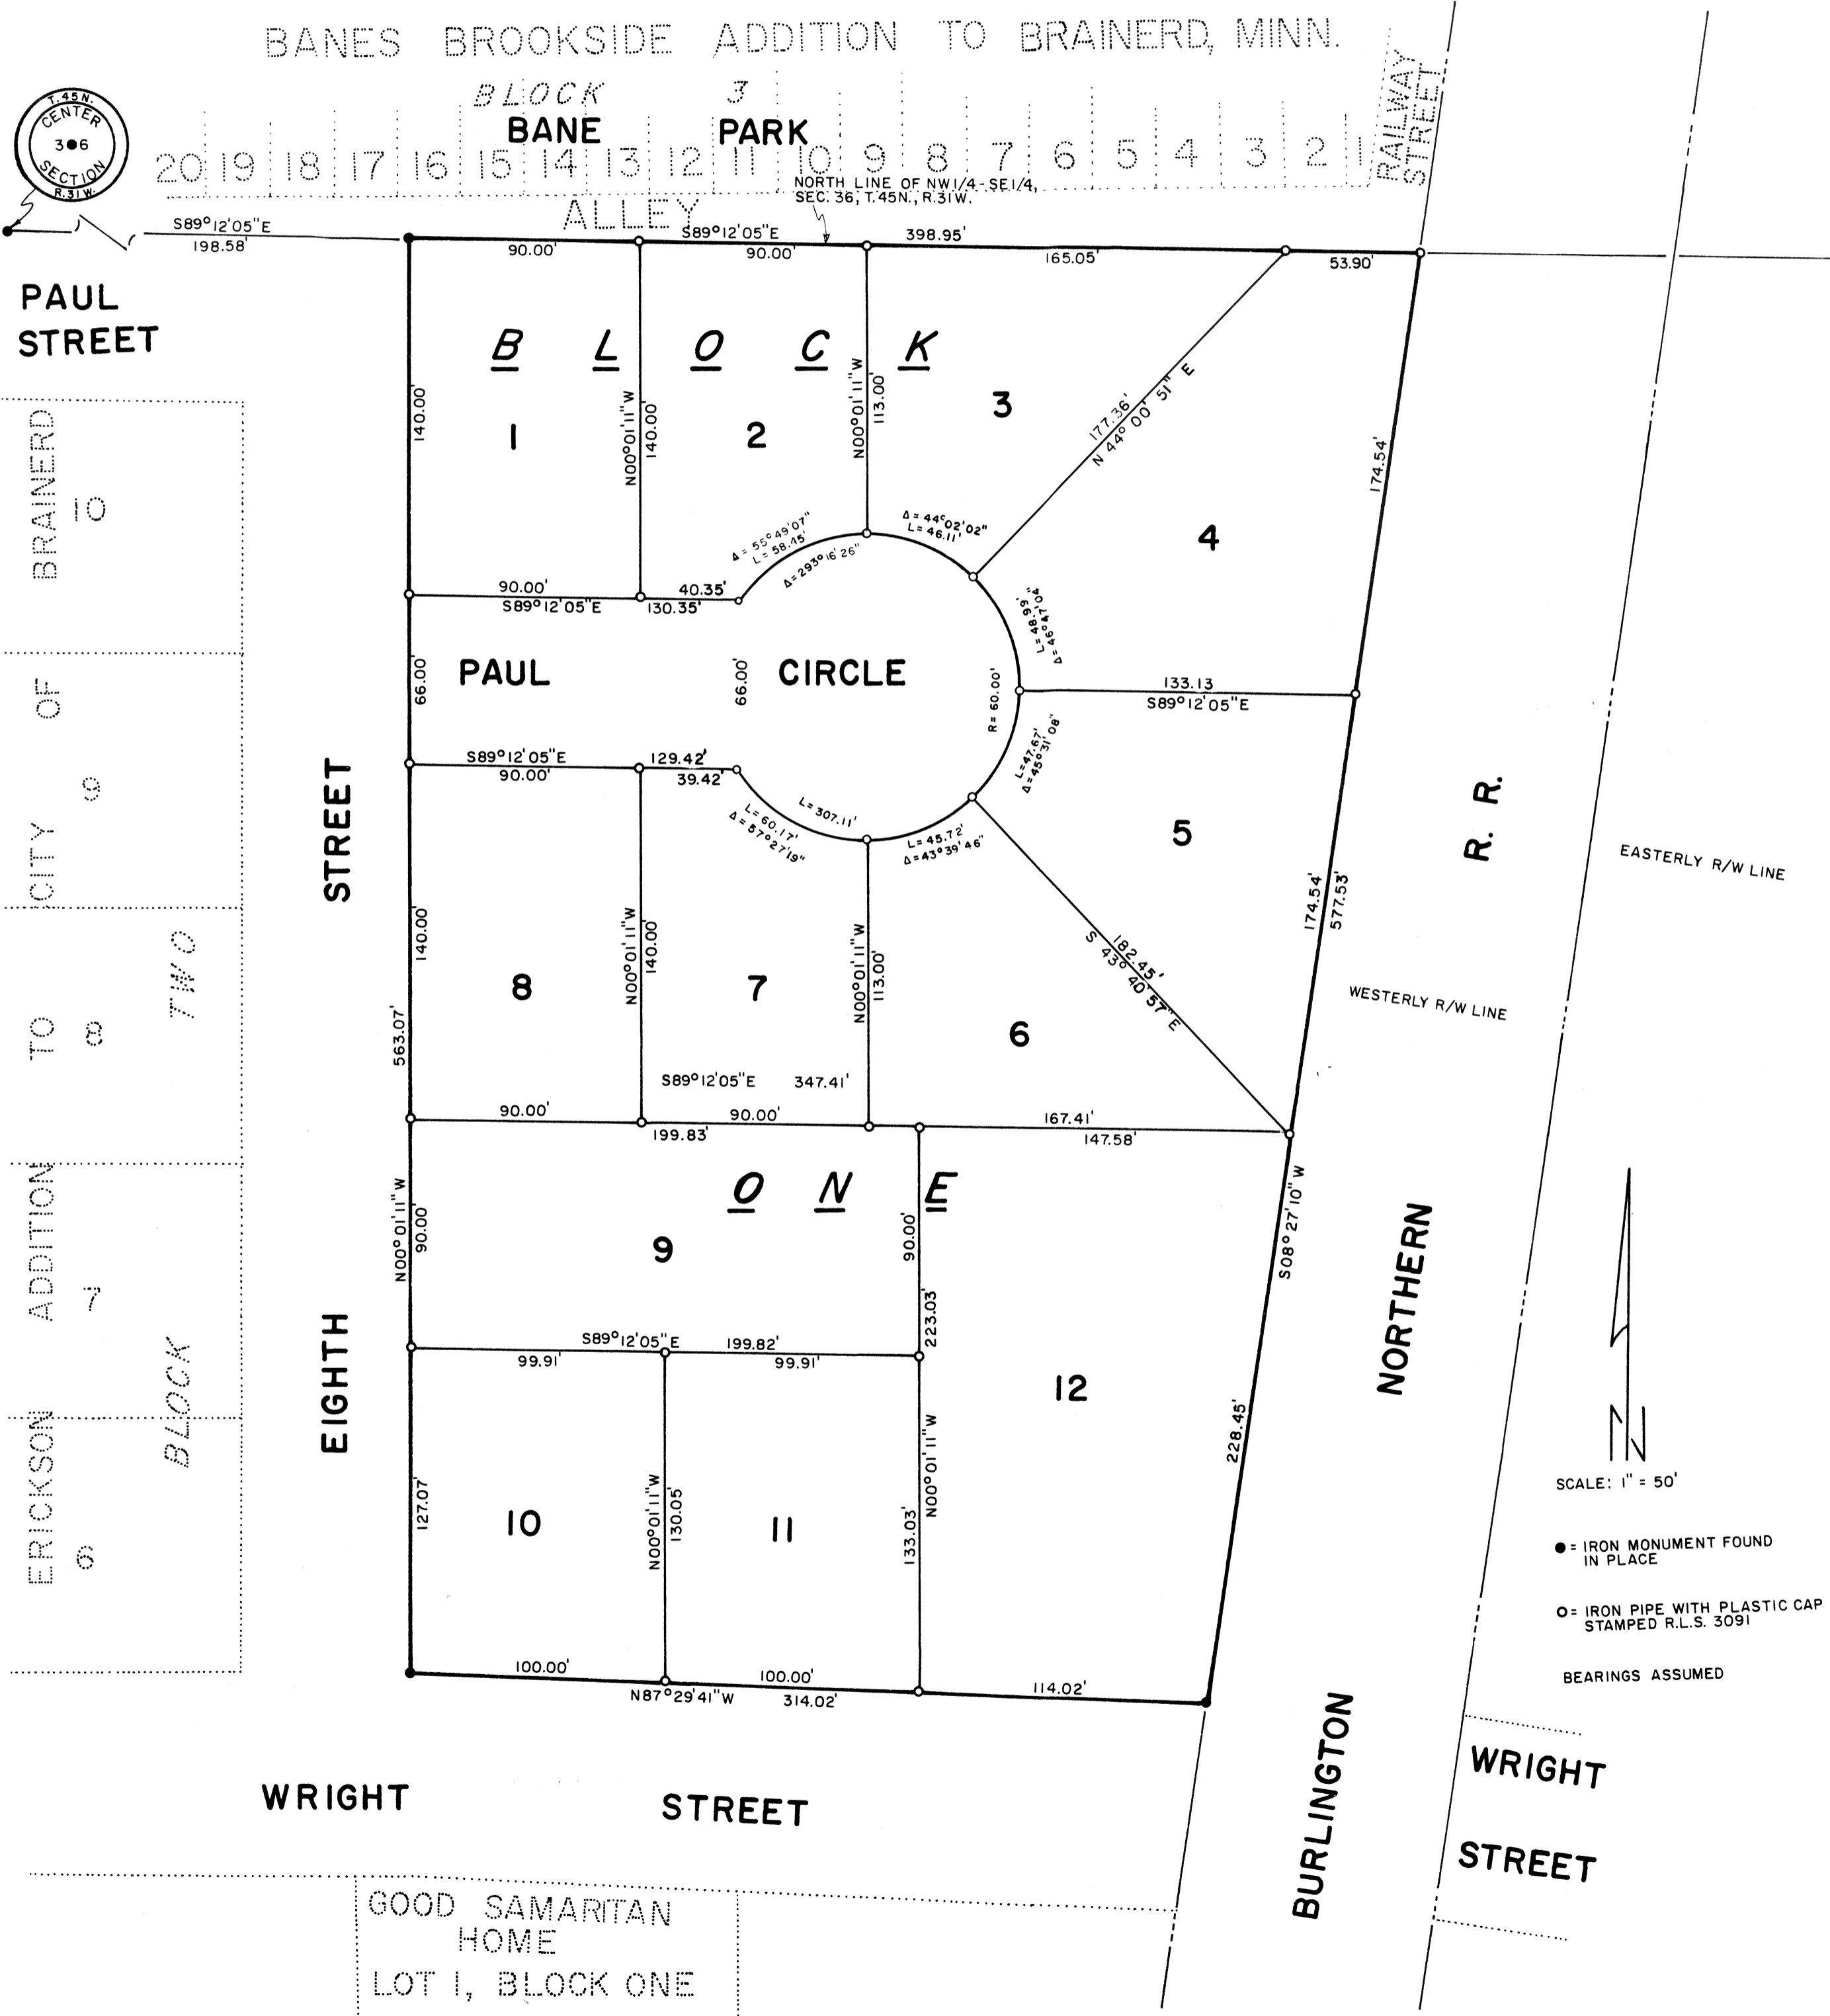 BANES BROOKSIDE ADDITION TO BRAINERD, MINN.
BLOCK 3
BANE PARK
T.45N.
CENTER
3 6
SECTION
R.31W.
20 19 18 17 16 15 14 13 12 11 10 9 8 7 6 5 4 3 2 1
RAILWAY
STREET
NORTH LINE OF NW1/4-SE1/4,
SEC. 36, T.45N., R.31W.
ALLEY
S89°12'05"E
198.58'
S89°12'05"E
398.95'
90.00'
90.00'
165.05'
53.90'
PAUL
STREET
B L O C K
140.00'
N00°01'11"W
140.00
N00°01'11"W
113.00'
177.36'
N 44° 00' 51" E
174.54'
1
2
3
4
BRAINERD
10
Δ = 55°49'07"
L = 58.45'
Δ = 293°16'26"
Δ = 44°02'02"
L = 46.11'
L = 48.99'
Δ = 46°47'04"
90.00'
S89°12'05"E
40.35'
130.35'
66.00'
PAUL CIRCLE
66.00'
R = 60.00'
133.13
S89°12'05"E
OF
CITY
9
STREET
S89°12'05"E
90.00'
129.42'
39.42'
L = 307.11'
L = 60.17'
Δ = 57°27'19"
L = 45.72'
Δ = 43°39'46"
L = 47.67'
Δ = 45°31'08"
5
R. R.
EASTERLY R/W LINE
174.54'
577.53'
140.00'
N00°01'11"W
140.00
N00°01'11"W
113.00'
182.45'
S 43° 40' 57" E
WESTERLY R/W LINE
8
7
6
TWO
TO
8
563.07'
S89°12'05"E 347.41'
90.00'
90.00'
167.41'
199.83'
147.58'
O N E
N00°01'11"W
90.00'
90.00'
223.03'
S08°27'10"W
9
ADDITION
7
NORTHERN
EIGHTH
S89°12'05"E
199.82'
99.91'
99.91'
12
BLOCK
228.45'
127.07
N00°01'11"W
130.05'
N00°01'11"W
133.03'
10
11
ERICKSON
6
N
SCALE: 1" = 50'
= IRON MONUMENT FOUND
IN PLACE
= IRON PIPE WITH PLASTIC CAP
STAMPED R.L.S. 3091
BEARINGS ASSUMED
100.00'
100.00'
114.02'
N87°29'41"W
314.02'
BURLINGTON
WRIGHT STREET
WRIGHT
STREET
GOOD SAMARITAN
HOME
LOT 1, BLOCK ONE